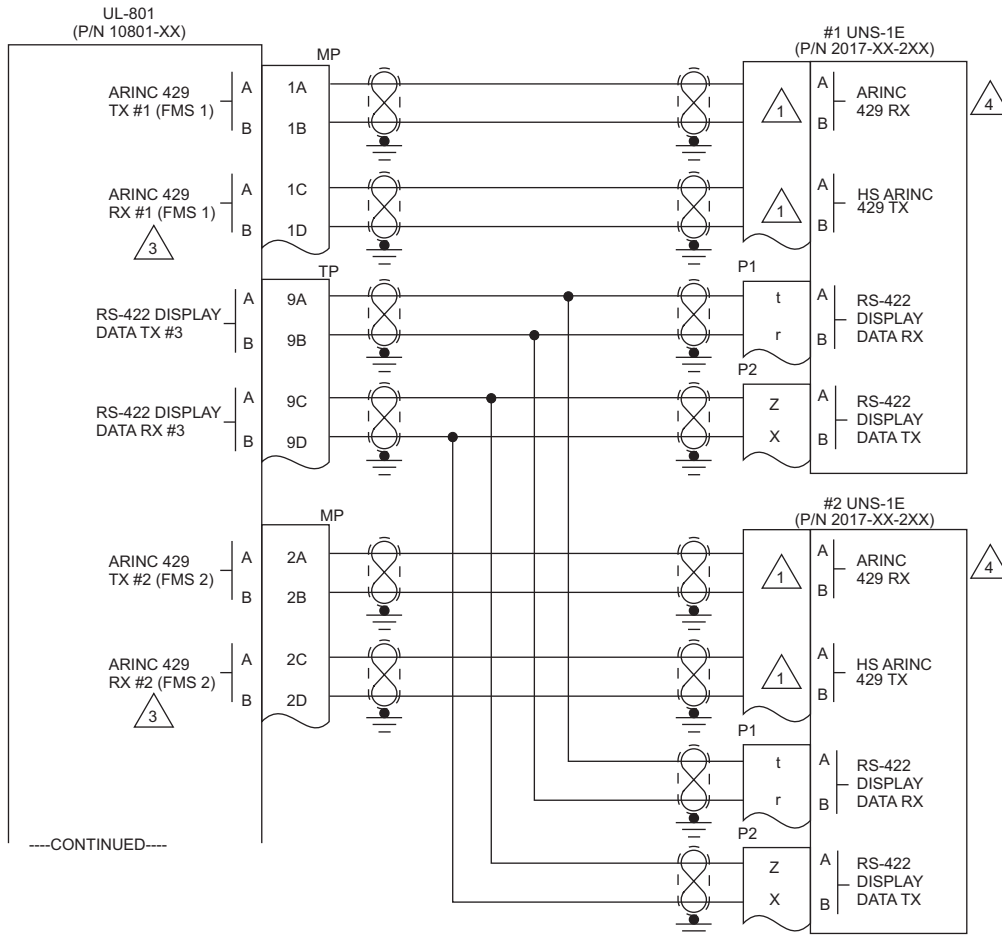 UL-801
(P/N 10801-XX)
MP
ARINC 429
TX #1 (FMS 1)
A
B
1A
1B
ARINC 429
RX #1 (FMS 1)
3
A
B
1C
1D
TP
RS-422 DISPLAY
DATA TX #3
A
B
9A
9B
RS-422 DISPLAY
DATA RX #3
A
B
9C
9D
MP
ARINC 429
TX #2 (FMS 2)
A
B
2A
2B
ARINC 429
RX #2 (FMS 2)
3
A
B
2C
2D
----CONTINUED----
#1 UNS-1E
(P/N 2017-XX-2XX)
1
A
B
ARINC
429 RX
4
1
A
B
HS ARINC
429 TX
P1
t
r
A
B
RS-422
DISPLAY
DATA RX
P2
Z
X
A
B
RS-422
DISPLAY
DATA TX
#2 UNS-1E
(P/N 2017-XX-2XX)
1
A
B
ARINC
429 RX
4
1
A
B
HS ARINC
429 TX
P1
t
r
A
B
RS-422
DISPLAY
DATA RX
P2
Z
X
A
B
RS-422
DISPLAY
DATA TX